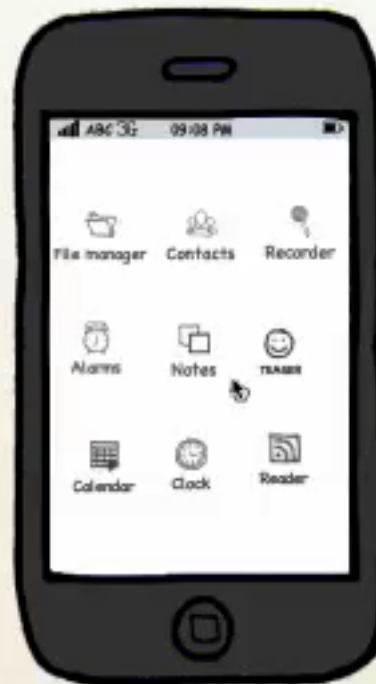 ABC 3G 09:08 PM
File manager Contacts Recorder
Alarms Notes TEASER
Calendar Clock Reader